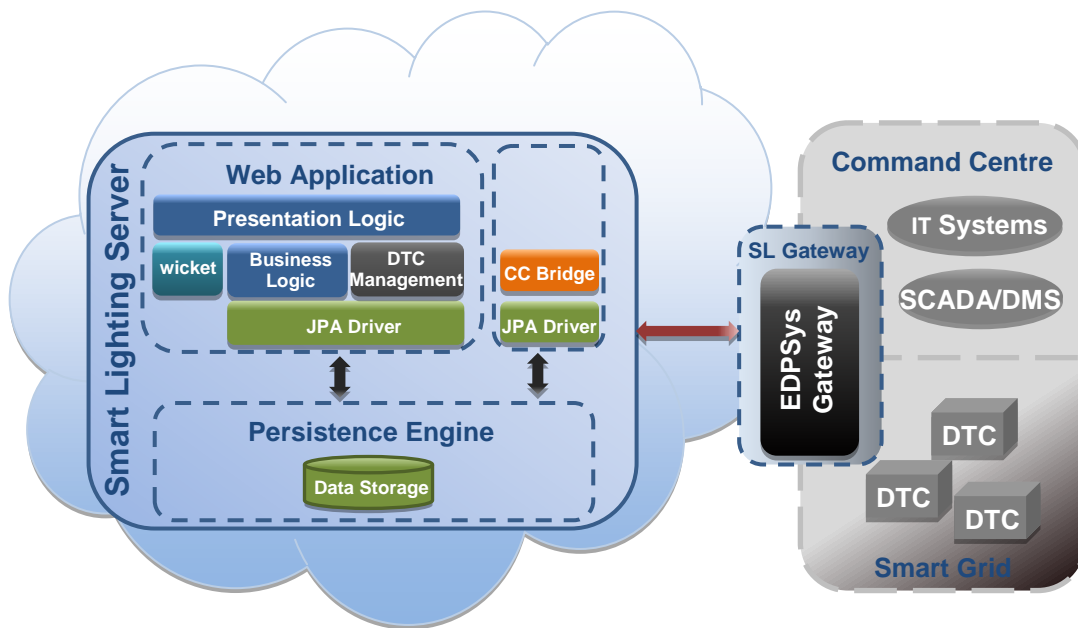 Smart Lighting Server
Web Application
Presentation Logic
wicket
Business
Logic
DTC
Management
JPA Driver
CC Bridge
JPA Driver
Persistence Engine
Data Storage
SL Gateway
EDPSys
Gateway
Command Centre
IT Systems
SCADA/DMS
DTC
DTC
DTC
Smart Grid